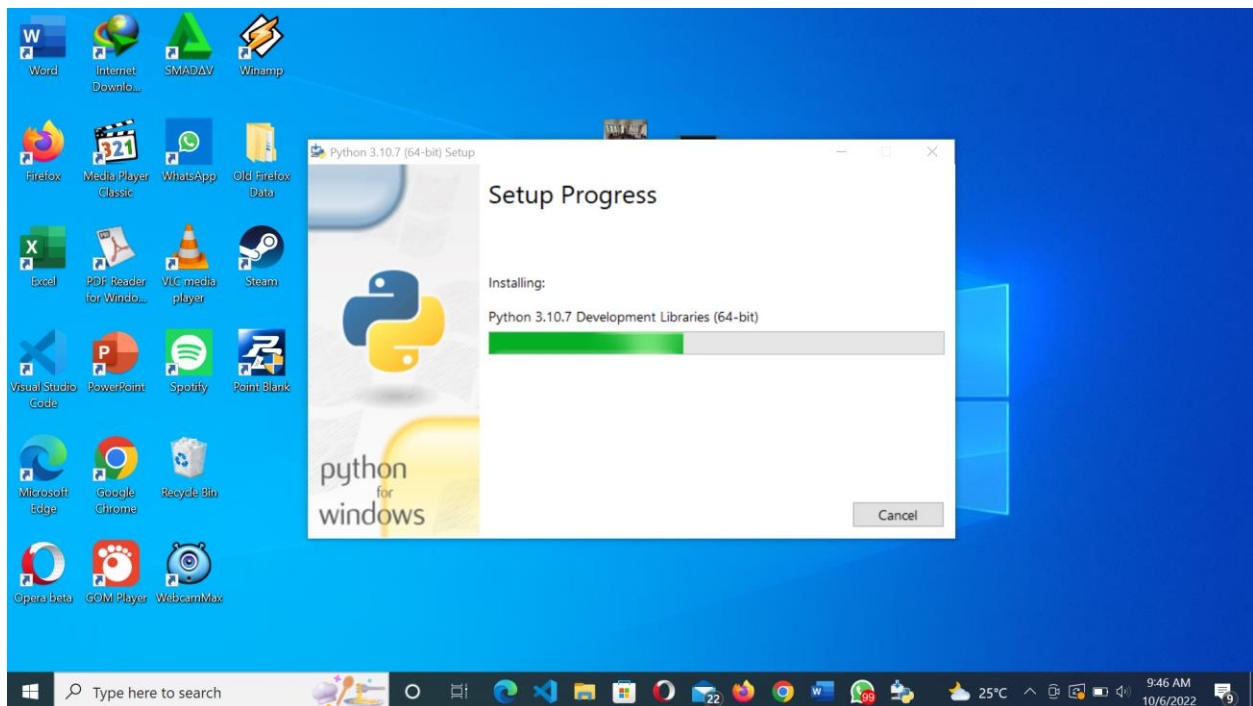 Word
Internet
Downlo...
SMADΔV
Winamp
Firefox
Media Player
Classic
WhatsApp
Old Firefox
Data
321
Excel
PDF Reader
for Windo...
VLC media
player
Steam
Visual Studio
Code
PowerPoint
Spotify
Point Blank
Microsoft
Edge
Google
Chrome
Recycle Bin
Opera beta
GOM Player
WebcamMax
Python 3.10.7 (64-bit) Setup
Setup Progress
Installing:
Python 3.10.7 Development Libraries (64-bit)
python
for
windows
Cancel
Type here to search
22
99
25°C
9:46 AM
10/6/2022
9